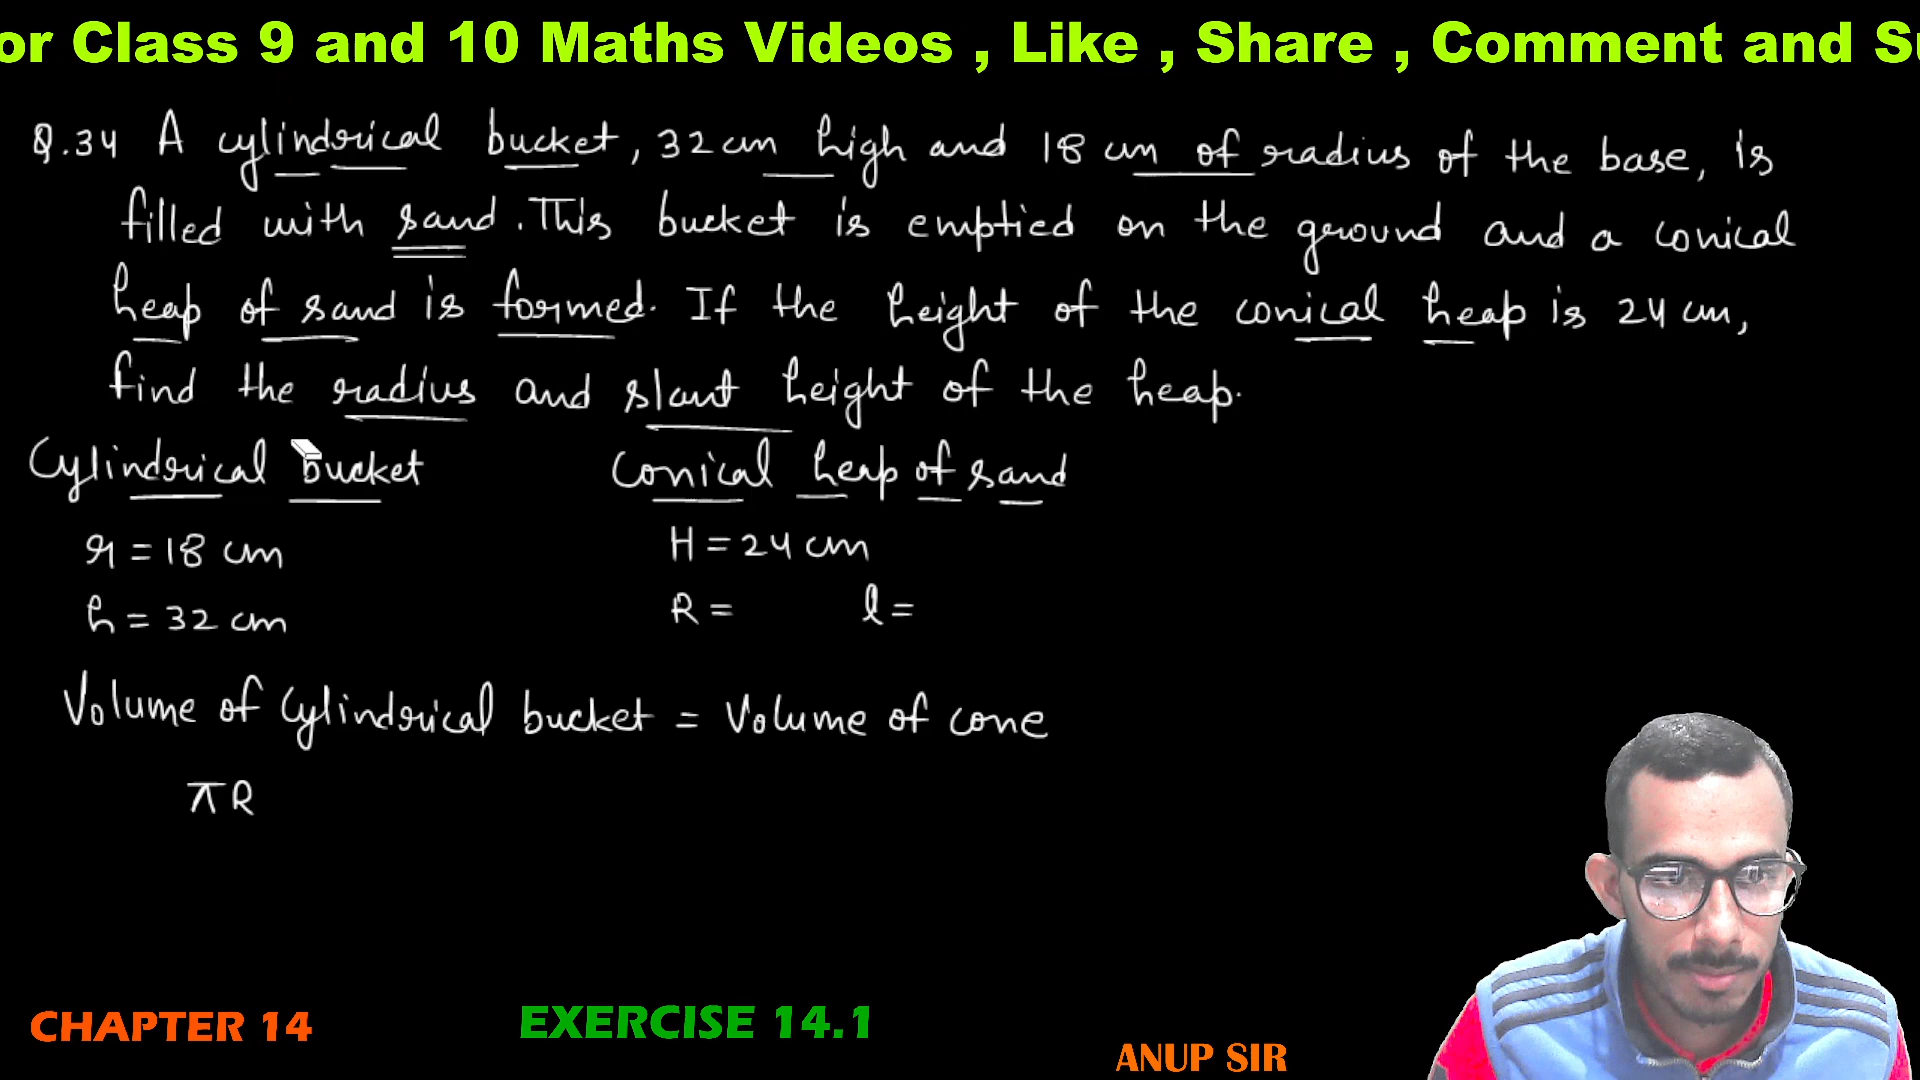 or Class 9 and 10 Maths Videos , Like , Share , Comment and Su
Q.34 A cylindrical bucket, 32 cm high and 18 cm of radius of the base, is
filled with sand. This bucket is emptied on the ground and a conical
heap of sand is formed. If the height of the conical heap is 24 cm,
find the radius and slant height of the heap.
Cylindrical bucket
Conical heap of sand
r = 18 cm
H = 24 cm
h = 32 cm
R = l =
Volume of Cylindrical bucket = Volume of cone
πR
CHAPTER 14
EXERCISE 14.1
ANUP SIR